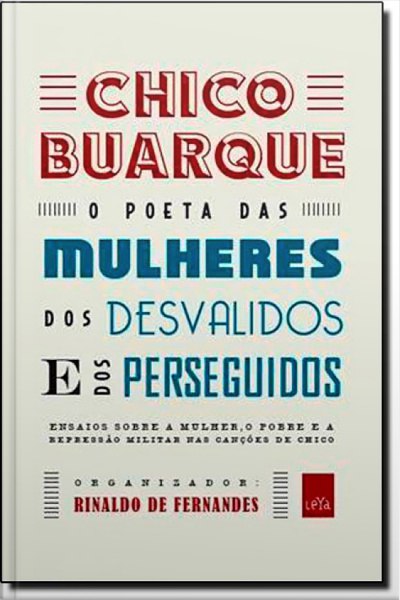 CHICO
BUARQUE
O POETA DAS
MULHERES
DOS DESVALIDOS
E DOS PERSEGUIDOS
ENSAIOS SOBRE A MULHER, O POBRE E A
REPRESSÃO MILITAR NAS CANÇÕES DE CHICO
ORGANIZADOR:
RINALDO DE FERNANDES
LeYa